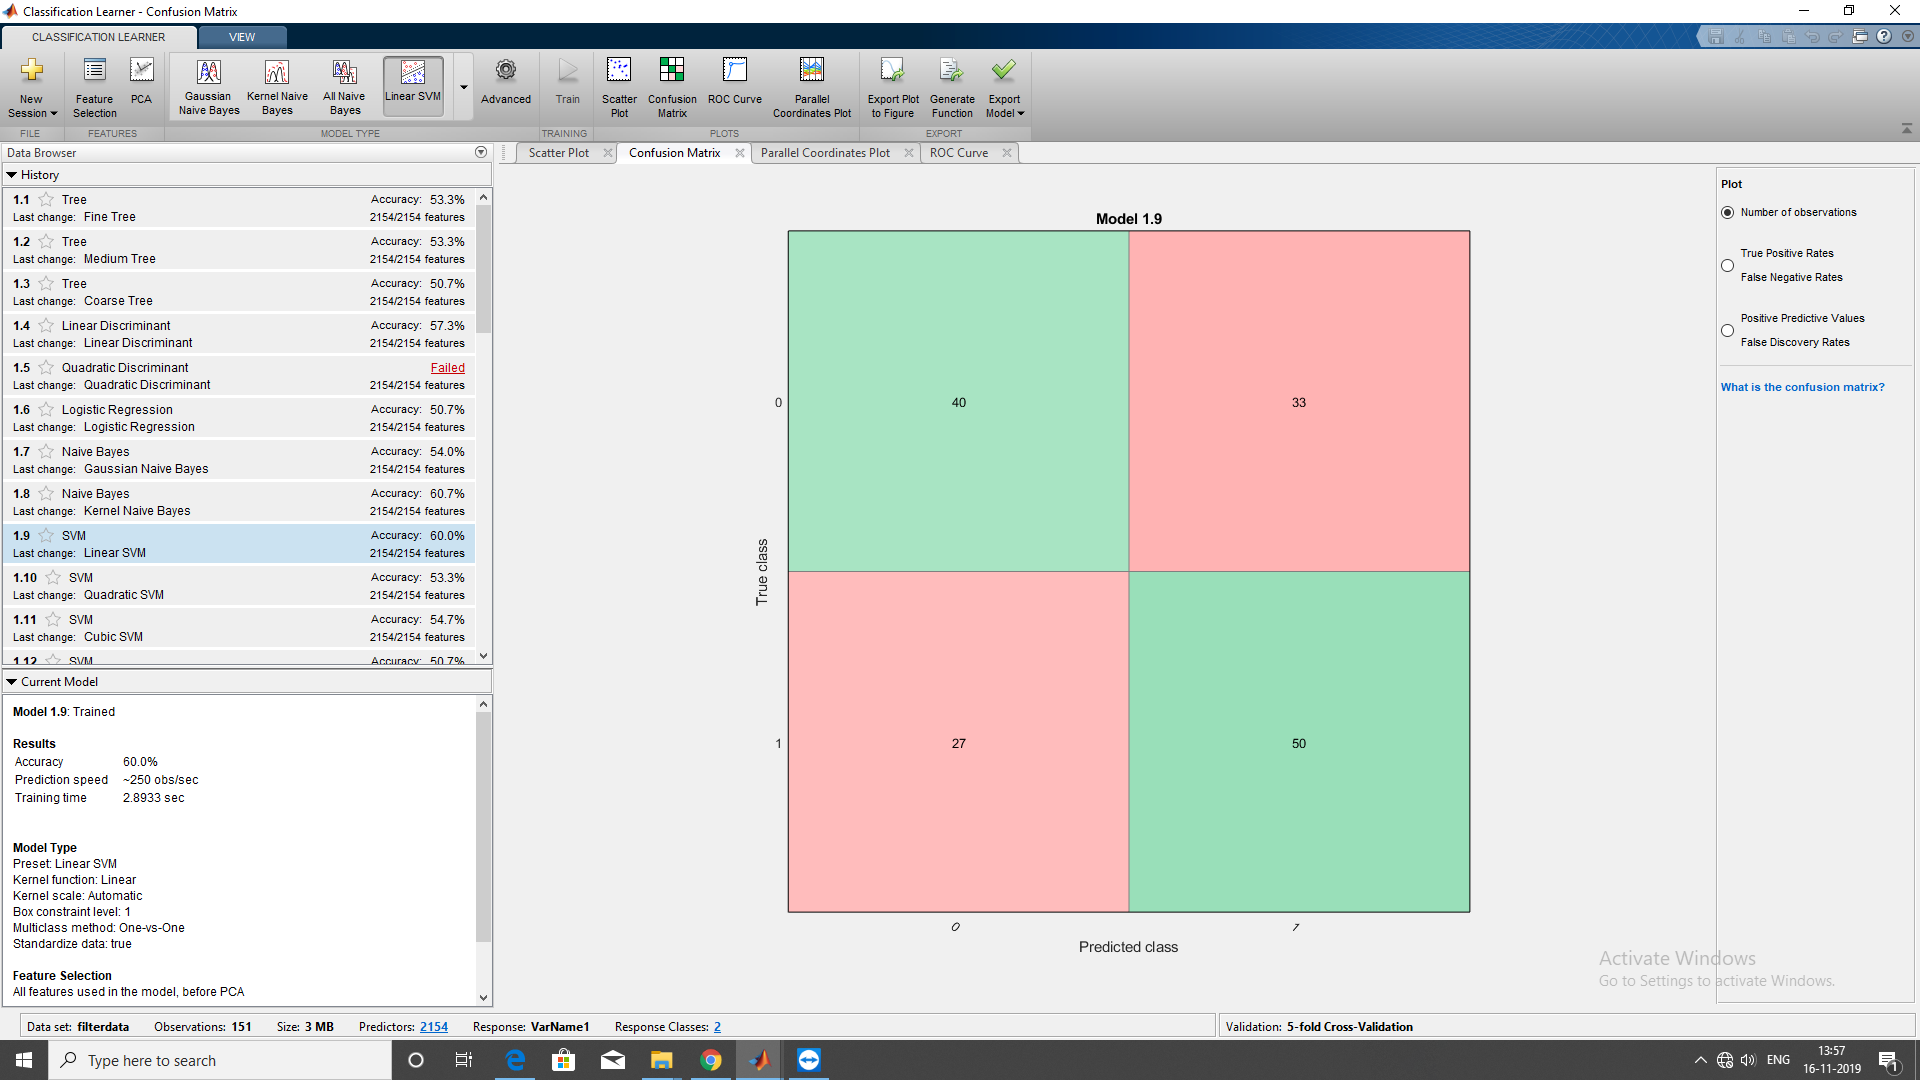 Classification Learner - Confusion Matrix
CLASSIFICATION LEARNER
VIEW
New Session
Feature Selection
PCA
Gaussian Naive Bayes
Kernel Naive Bayes
All Naive Bayes
Linear SVM
Advanced
Train
Scatter Plot
Confusion Matrix
ROC Curve
Parallel Coordinates Plot
Export Plot to Figure
Generate Function
Export Model
FILE
FEATURES
MODEL TYPE
TRAINING
PLOTS
EXPORT
Data Browser
History
1.1 Tree Accuracy: 53.3%
Last change: Fine Tree 2154/2154 features
1.2 Tree Accuracy: 53.3%
Last change: Medium Tree 2154/2154 features
1.3 Tree Accuracy: 50.7%
Last change: Coarse Tree 2154/2154 features
1.4 Linear Discriminant Accuracy: 57.3%
Last change: Linear Discriminant 2154/2154 features
1.5 Quadratic Discriminant Failed
Last change: Quadratic Discriminant 2154/2154 features
1.6 Logistic Regression Accuracy: 50.7%
Last change: Logistic Regression 2154/2154 features
1.7 Naive Bayes Accuracy: 54.0%
Last change: Gaussian Naive Bayes 2154/2154 features
1.8 Naive Bayes Accuracy: 60.7%
Last change: Kernel Naive Bayes 2154/2154 features
1.9 SVM Accuracy: 60.0%
Last change: Linear SVM 2154/2154 features
1.10 SVM Accuracy: 53.3%
Last change: Quadratic SVM 2154/2154 features
1.11 SVM Accuracy: 54.7%
Last change: Cubic SVM 2154/2154 features
1.12 SVM Accuracy: 50.7%
Current Model
Model 1.9: Trained
Results
Accuracy 60.0%
Prediction speed ~250 obs/sec
Training time 2.8933 sec
Model Type
Preset: Linear SVM
Kernel function: Linear
Kernel scale: Automatic
Box constraint level: 1
Multiclass method: One-vs-One
Standardize data: true
Feature Selection
All features used in the model, before PCA
Scatter Plot
Confusion Matrix
Parallel Coordinates Plot
ROC Curve
Model 1.9
True class
0
40
33
1
27
50
0
1
Predicted class
Plot
Number of observations
True Positive Rates
False Negative Rates
Positive Predictive Values
False Discovery Rates
What is the confusion matrix?
Activate Windows
Go to Settings to activate Windows.
Data set: filterdata Observations: 151 Size: 3 MB Predictors: 2154 Response: VarName1 Response Classes: 2
Validation: 5-fold Cross-Validation
Type here to search
ENG
13:57
16-11-2019
1